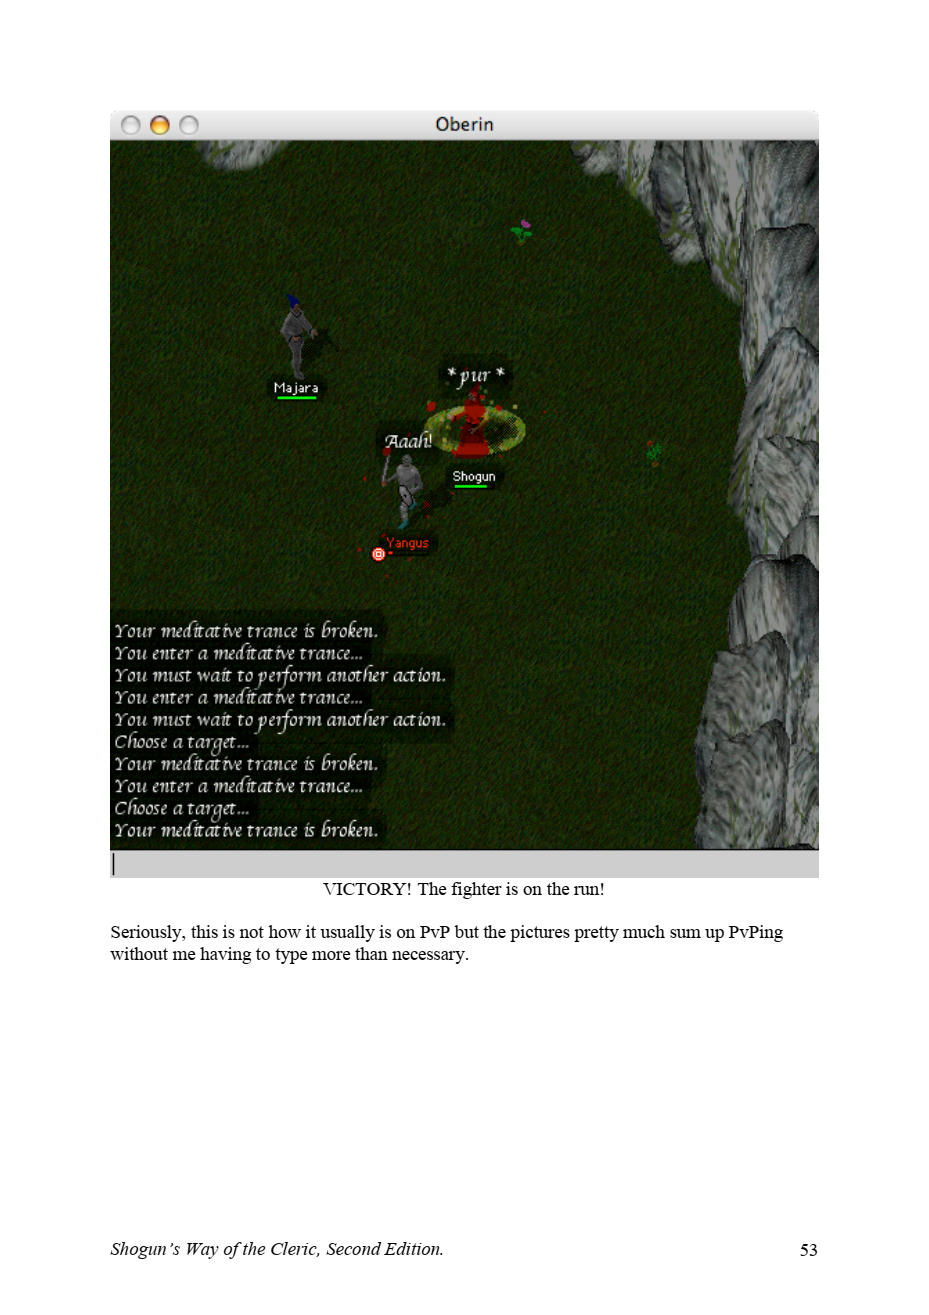 Oberin
*pur*
Majara
Aaah!
Shogun
Yangus
Your meditative trance is broken.
You enter a meditative trance...
You must wait to perform another action.
You enter a meditative trance...
You must wait to perform another action.
Choose a target...
Your meditative trance is broken.
You enter a meditative trance...
Choose a target...
Your meditative trance is broken.
VICTORY! The fighter is on the run!
Seriously, this is not how it usually is on PvP but the pictures pretty much sum up PvPing
without me having to type more than necessary.
Shogun’s Way of the Cleric, Second Edition. 53